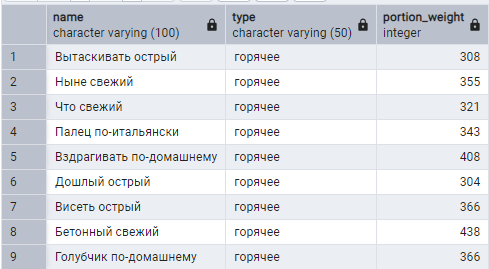 name type portion_weight
character varying (100) character varying (50) integer
1 Вытаскивать острый горячее 308
2 Ныне свежий горячее 355
3 Что свежий горячее 321
4 Палец по-итальянски горячее 343
5 Вздрагивать по-домашнему горячее 408
6 Дошлый острый горячее 304
7 Висеть острый горячее 366
8 Бетонный свежий горячее 438
9 Голубчик по-домашнему горячее 366